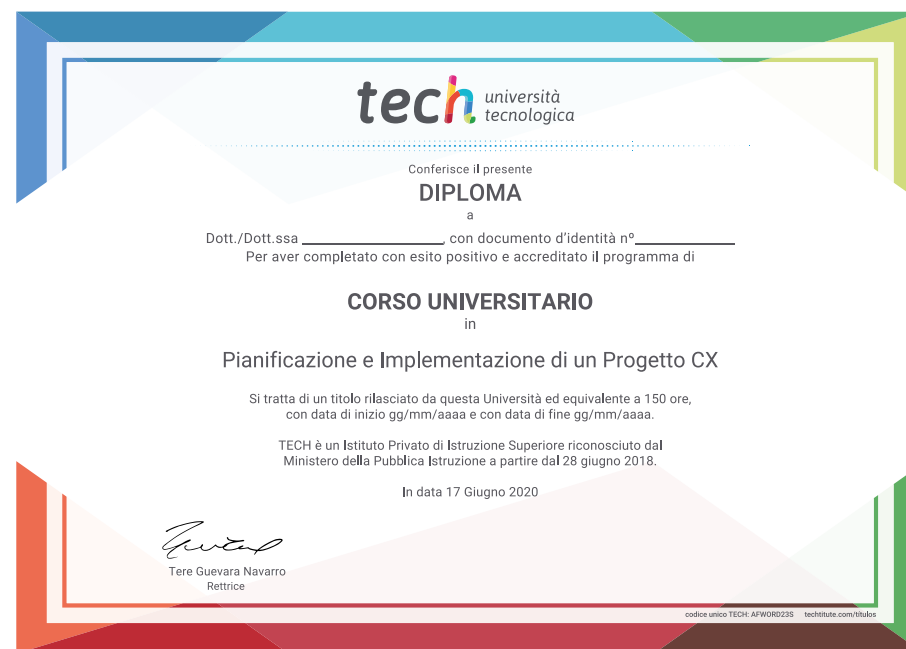 tech università
tecnologica
Conferisce il presente
DIPLOMA
a
Dott./Dott.ssa ____________________, con documento d'identità nº______________
Per aver completato con esito positivo e accreditato il programma di
CORSO UNIVERSITARIO
in
Pianificazione e Implementazione di un Progetto CX
Si tratta di un titolo rilasciato da questa Università ed equivalente a 150 ore,
con data di inizio gg/mm/aaaa e con data di fine gg/mm/aaaa.
TECH è un Istituto Privato di Istruzione Superiore riconosciuto dal
Ministero della Pubblica Istruzione a partire dal 28 giugno 2018.
In data 17 Giugno 2020
Tere Guevara Navarro
Rettrice
codice unico TECH: AFWORD23S techtitute.com/titulos